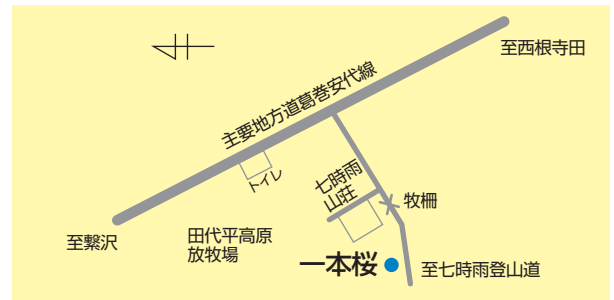 至西根寺田
主要地方道葛巻安代線
トイレ
七時雨
山荘
牧柵
至繋沢
田代平高原
放牧場
一本桜
至七時雨登山道